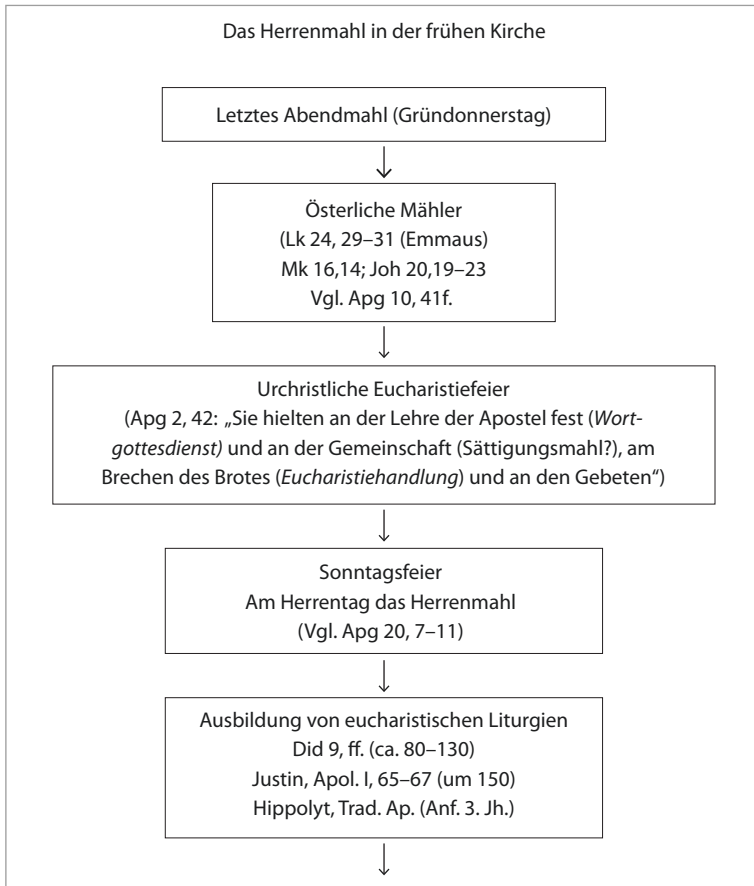 Das Herrenmahl in der frühen Kirche
Letztes Abendmahl (Gründonnerstag)
Österliche Mähler
(Lk 24, 29–31 (Emmaus)
Mk 16,14; Joh 20,19–23
Vgl. Apg 10, 41f.
Urchristliche Eucharistiefeier
(Apg 2, 42: „Sie hielten an der Lehre der Apostel fest (Wort-
gottesdienst) und an der Gemeinschaft (Sättigungsmahl?), am
Brechen des Brotes (Eucharistiehandlung) und an den Gebeten“)
Sonntagsfeier
Am Herrentag das Herrenmahl
(Vgl. Apg 20, 7–11)
Ausbildung von eucharistischen Liturgien
Did 9, ff. (ca. 80–130)
Justin, Apol. I, 65–67 (um 150)
Hippolyt, Trad. Ap. (Anf. 3. Jh.)